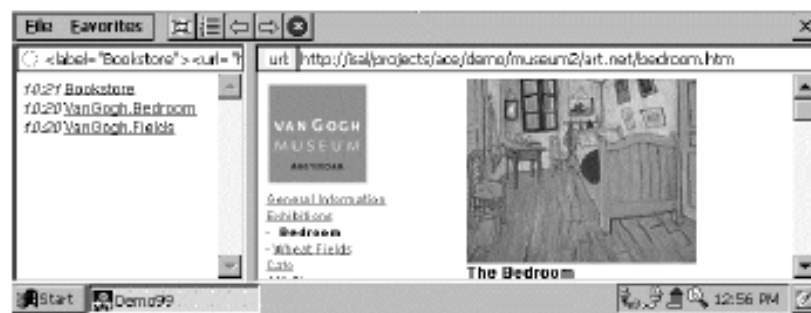 File Favorites
<label="Bookstore"><url="h
url http://isal/projects/ace/demo/museum2/art.net/bedroom.htm
10:21 Bookstore
10:20 VanGogh.Bedroom
10:20 VanGogh.Fields
VAN GOGH
MUSEUM
AMSTERDAM
General Information
Exhibitions
- Bedroom
- Wheat Fields
Cafe
The Bedroom
Start Demo99 12:56 PM